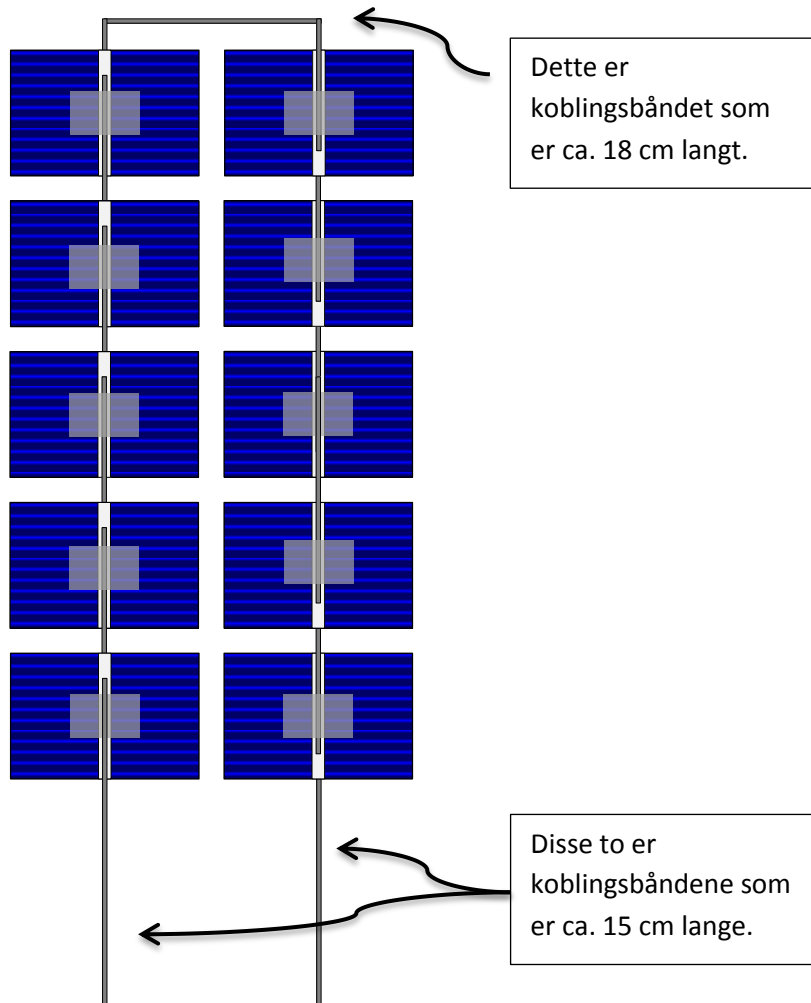 Dette er
koblingsbåndet som
er ca. 18 cm langt.
Disse to er
koblingsbåndene som
er ca. 15 cm lange.